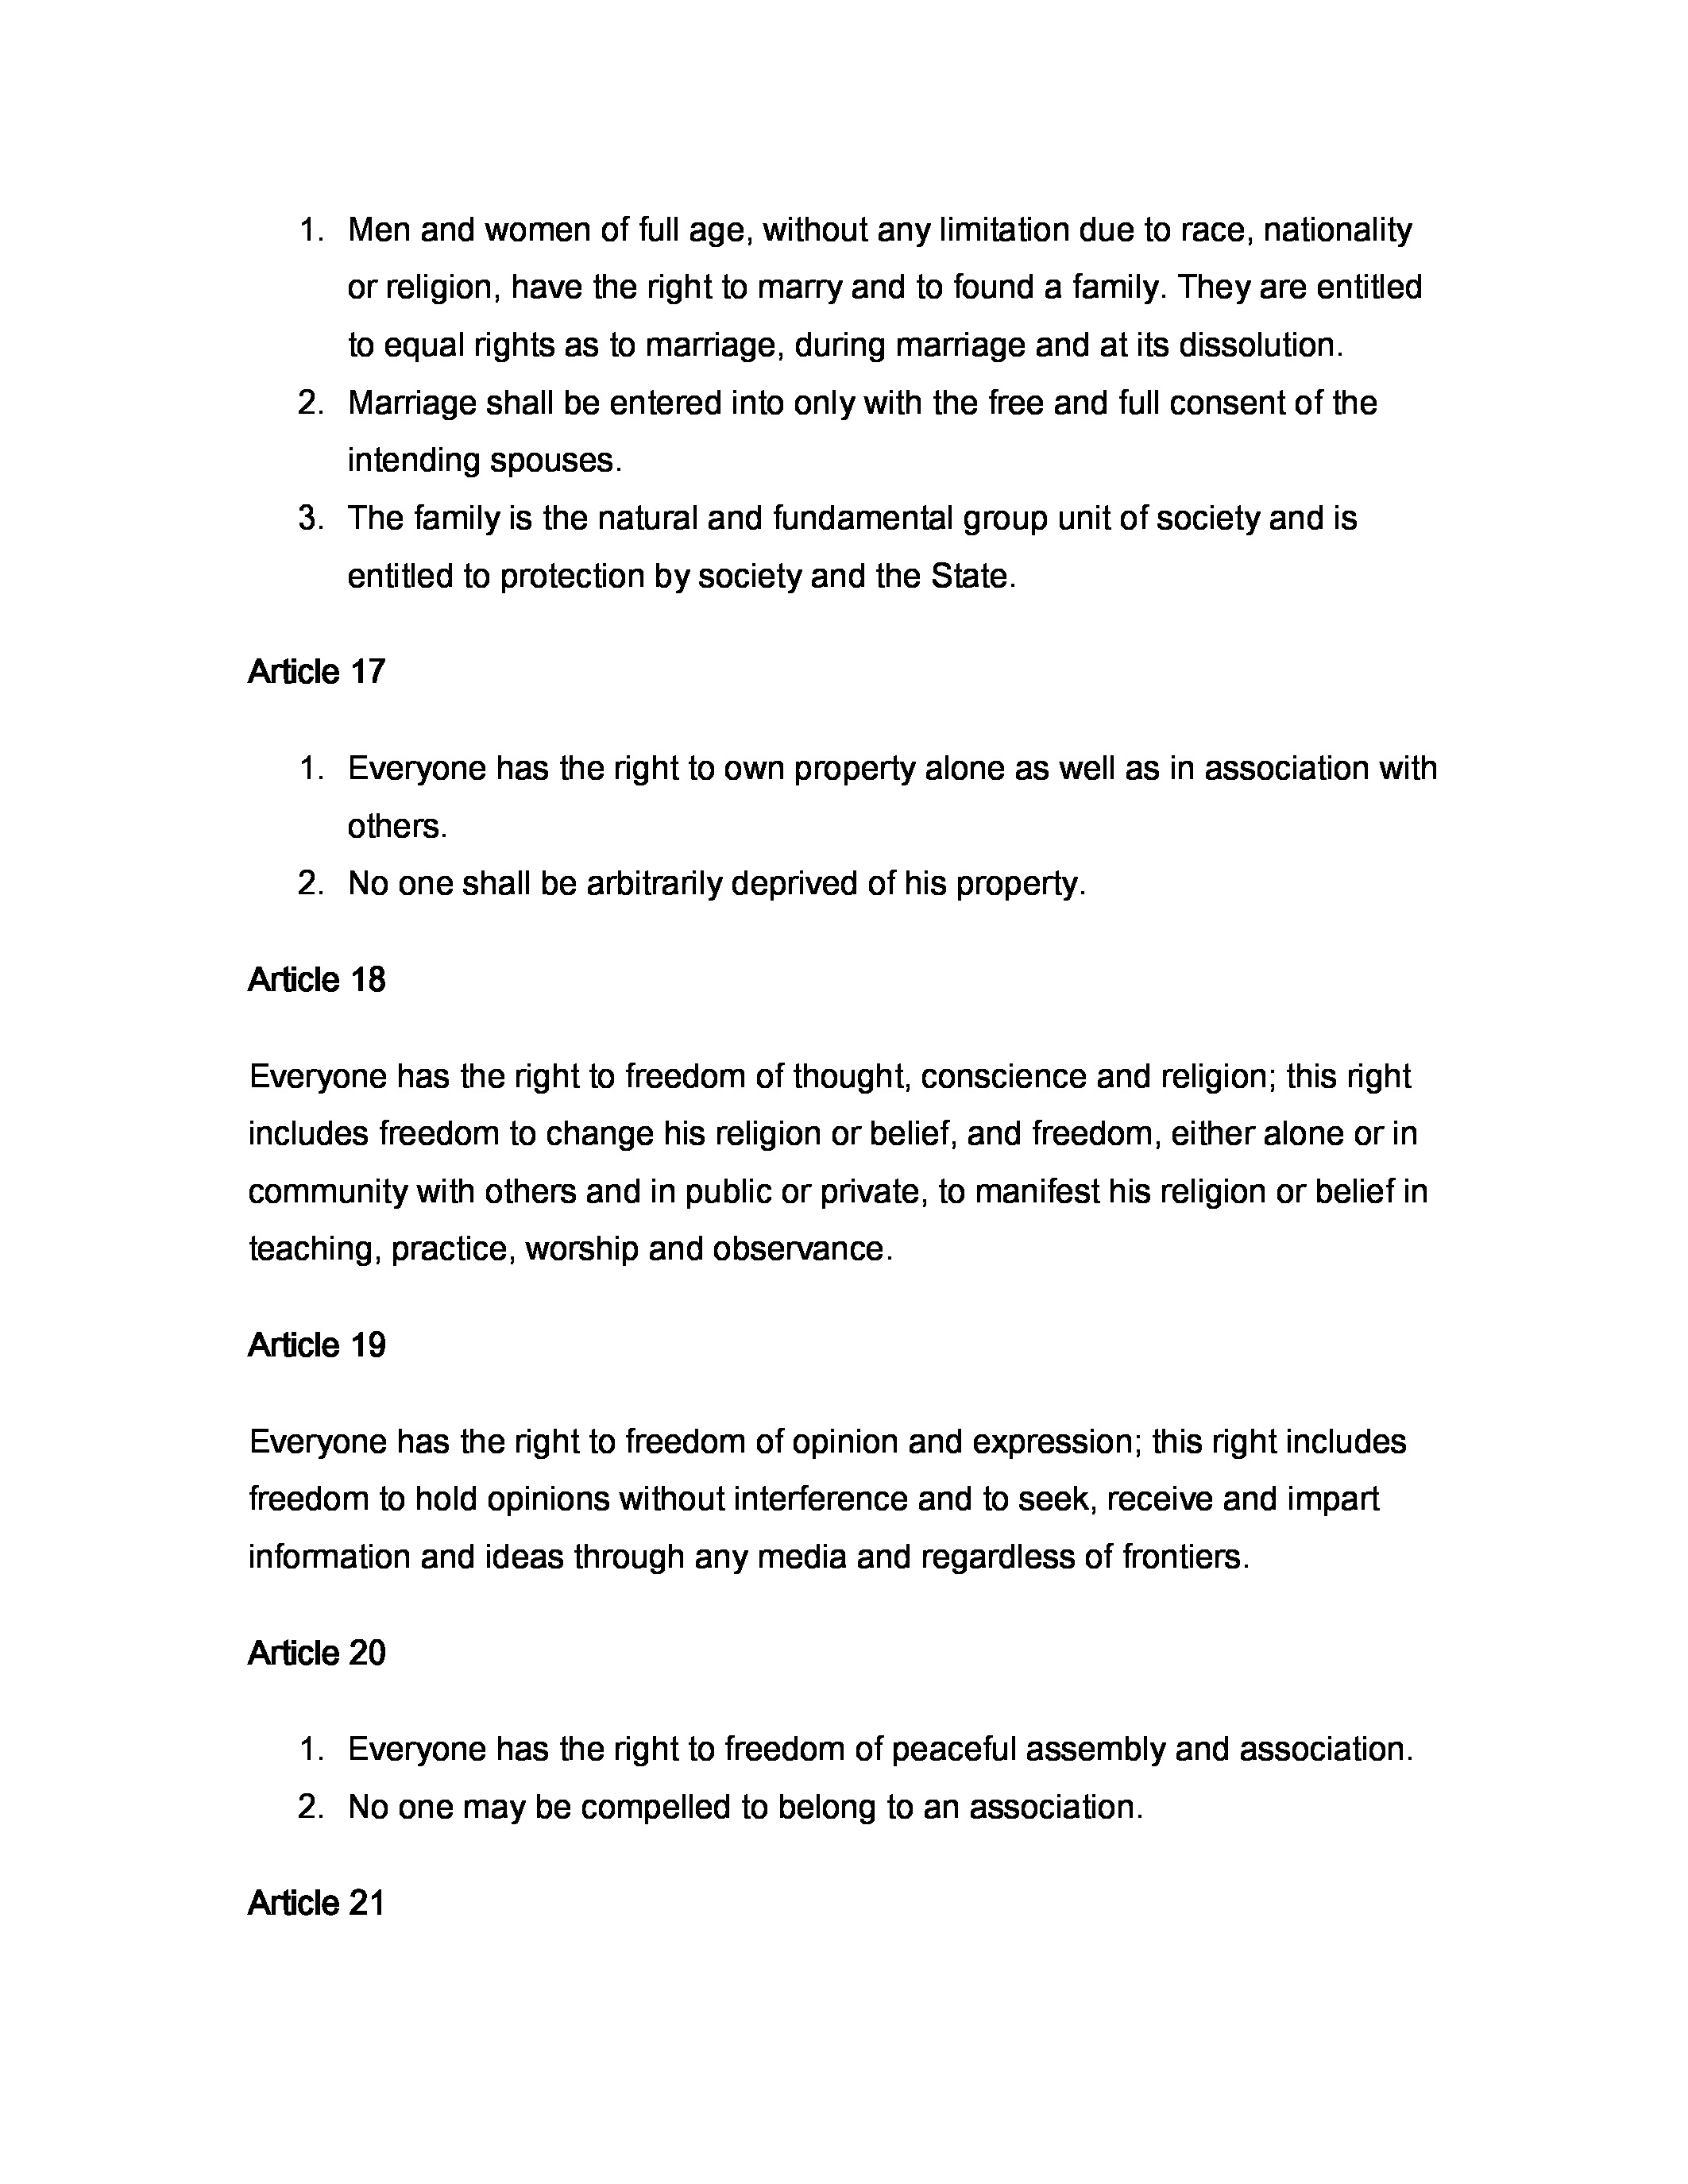 1. Men and women of full age, without any limitation due to race, nationality
or religion, have the right to marry and to found a family. They are entitled
to equal rights as to marriage, during marriage and at its dissolution.
2. Marriage shall be entered into only with the free and full consent of the
intending spouses.
3. The family is the natural and fundamental group unit of society and is
entitled to protection by society and the State.
Article 17
1. Everyone has the right to own property alone as well as in association with
others.
2. No one shall be arbitrarily deprived of his property.
Article 18
Everyone has the right to freedom of thought, conscience and religion; this right
includes freedom to change his religion or belief, and freedom, either alone or in
community with others and in public or private, to manifest his religion or belief in
teaching, practice, worship and observance.
Article 19
Everyone has the right to freedom of opinion and expression; this right includes
freedom to hold opinions without interference and to seek, receive and impart
information and ideas through any media and regardless of frontiers.
Article 20
1. Everyone has the right to freedom of peaceful assembly and association.
2. No one may be compelled to belong to an association.
Article 21